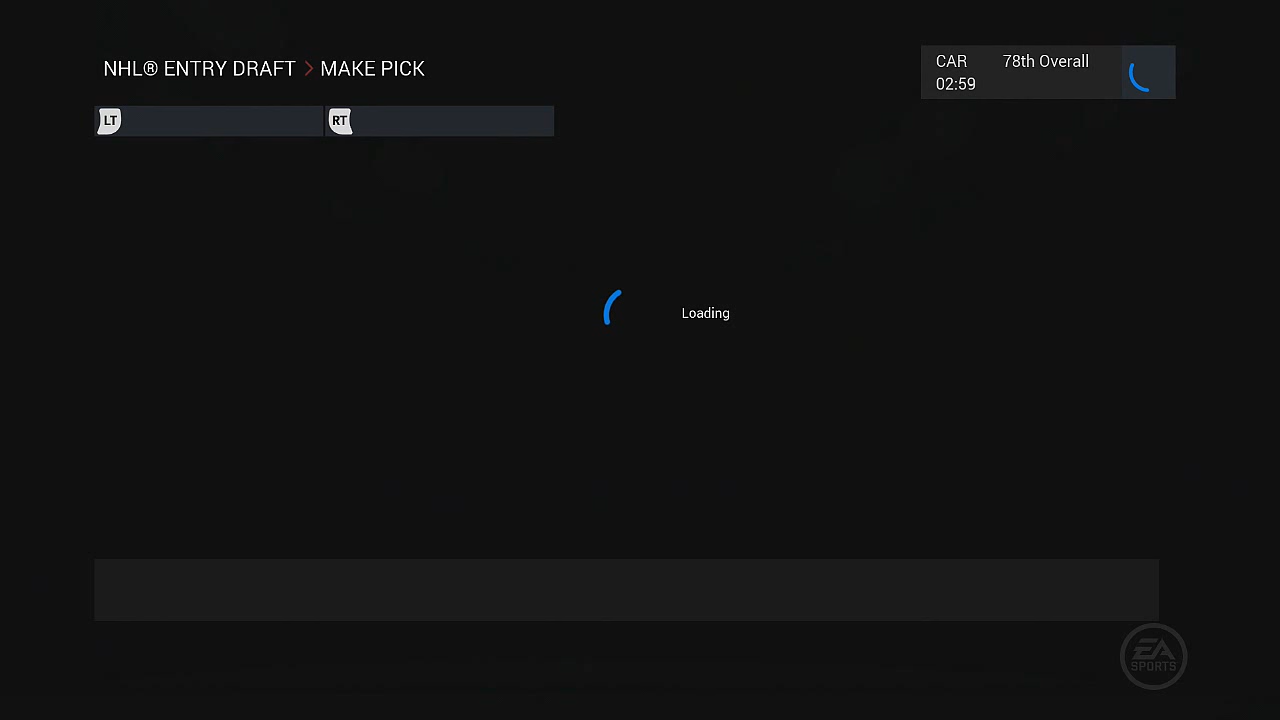 NHL® ENTRY DRAFT > MAKE PICK
CAR 78th Overall
02:59
LT RT
Loading
EA
SPORTS